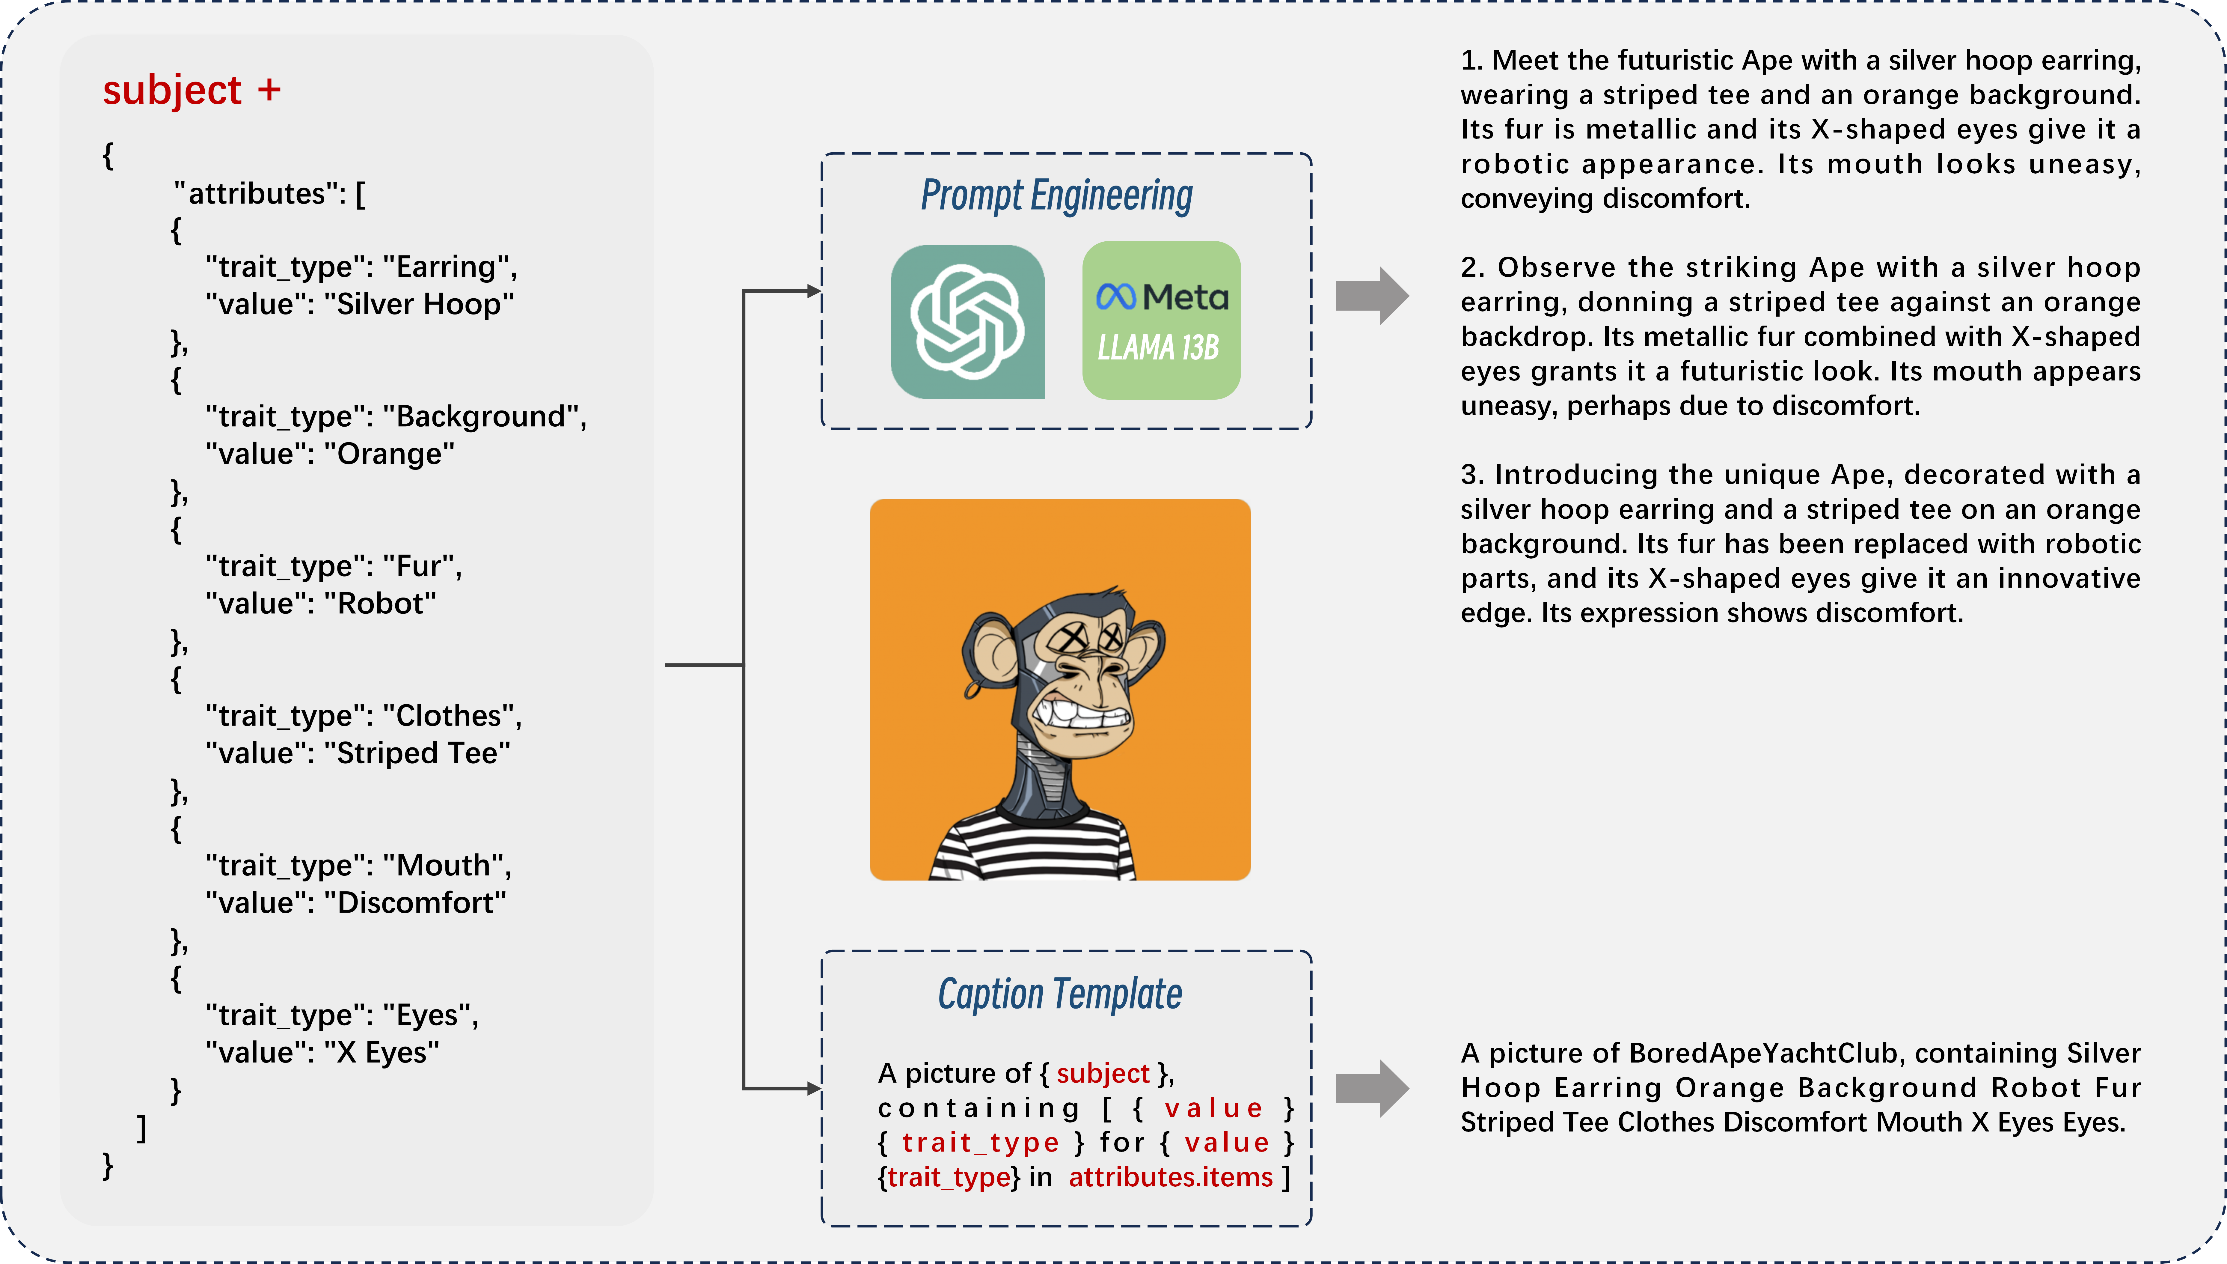 subject +
{
"attributes": [
{
"trait_type": "Earring",
"value": "Silver Hoop"
},
{
"trait_type": "Background",
"value": "Orange"
},
{
"trait_type": "Fur",
"value": "Robot"
},
{
"trait_type": "Clothes",
"value": "Striped Tee"
},
{
"trait_type": "Mouth",
"value": "Discomfort"
},
{
"trait_type": "Eyes",
"value": "X Eyes"
}
]
}
Prompt Engineering
Meta
LLAMA 13B
Caption Template
A picture of { subject },
containing [ { value }
{ trait_type } for { value }
{trait_type} in attributes.items ]
1. Meet the futuristic Ape with a silver hoop earring,
wearing a striped tee and an orange background.
Its fur is metallic and its X-shaped eyes give it a
robotic appearance. Its mouth looks uneasy,
conveying discomfort.
2. Observe the striking Ape with a silver hoop
earring, donning a striped tee against an orange
backdrop. Its metallic fur combined with X-shaped
eyes grants it a futuristic look. Its mouth appears
uneasy, perhaps due to discomfort.
3. Introducing the unique Ape, decorated with a
silver hoop earring and a striped tee on an orange
background. Its fur has been replaced with robotic
parts, and its X-shaped eyes give it an innovative
edge. Its expression shows discomfort.
A picture of BoredApeYachtClub, containing Silver
Hoop Earring Orange Background Robot Fur
Striped Tee Clothes Discomfort Mouth X Eyes Eyes.